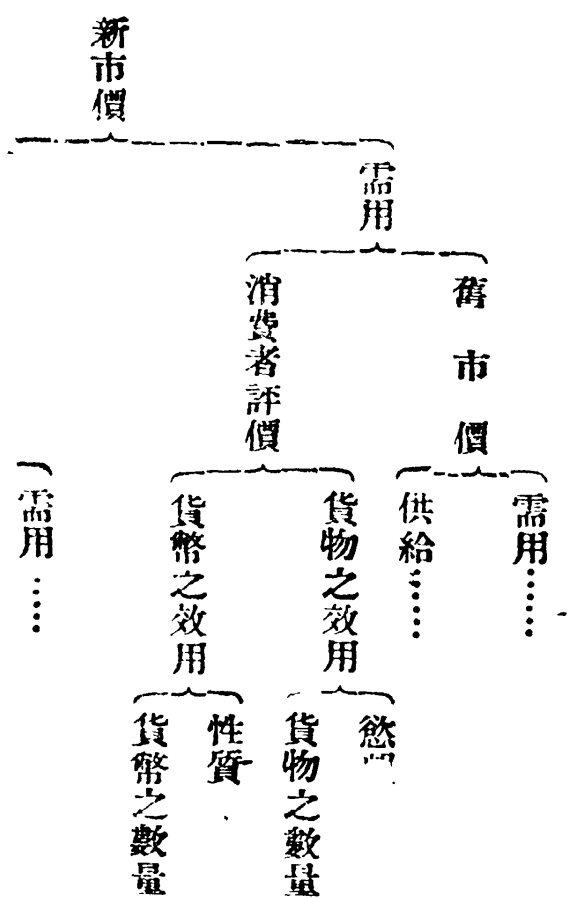 新市價
需用
舊市價
消費者評價
需用……
供給……
貨物之效用
貨幣之效用
需用……
慾
貨物之數量
性質
貨幣之數量